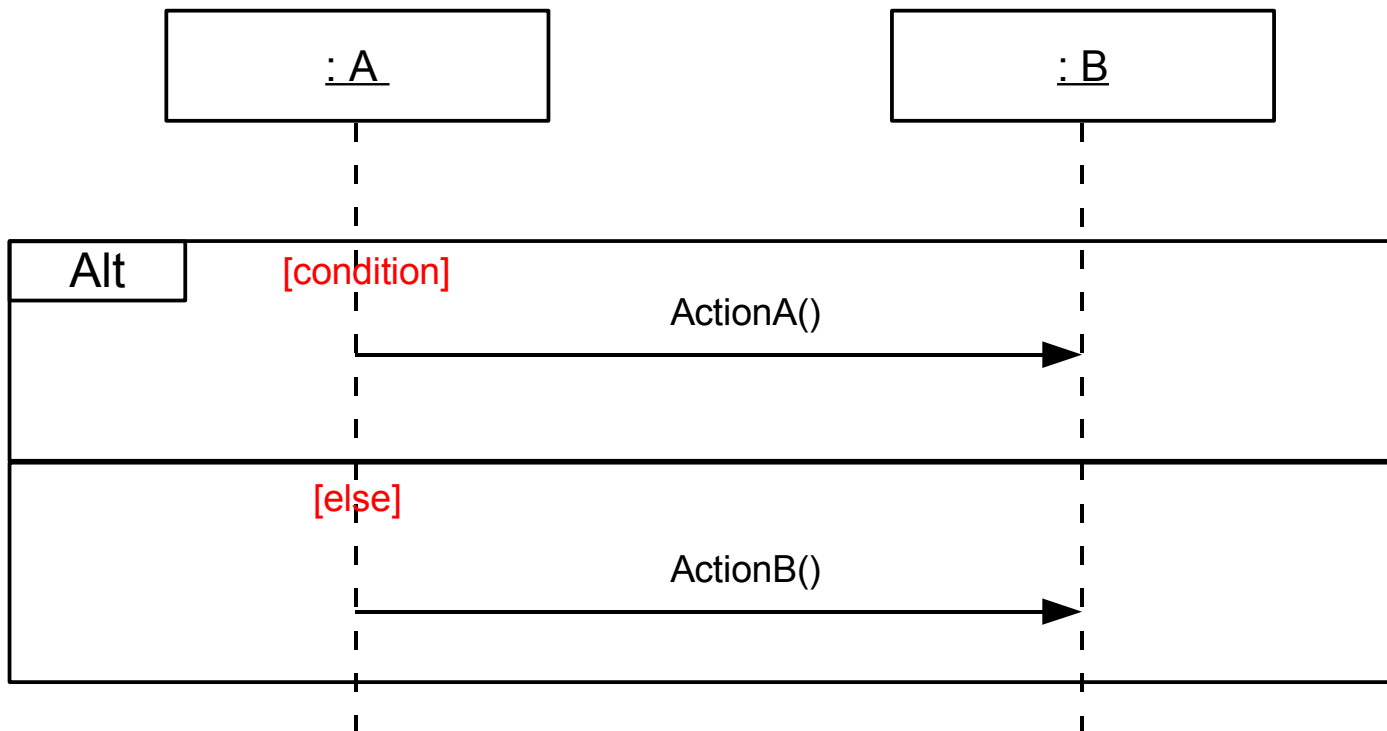 : A
: B
Alt
[condition]
ActionA()
[else]
ActionB()